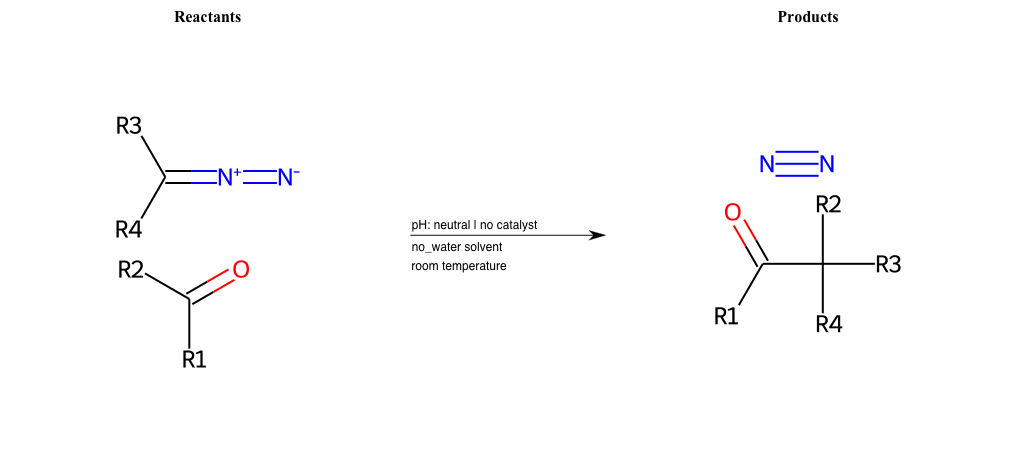 Reactants
Products
R3
N+
N-
R4
R2
O
R1
pH: neutral | no catalyst
no_water solvent
room temperature
N
N
O
R2
R3
R1
R4